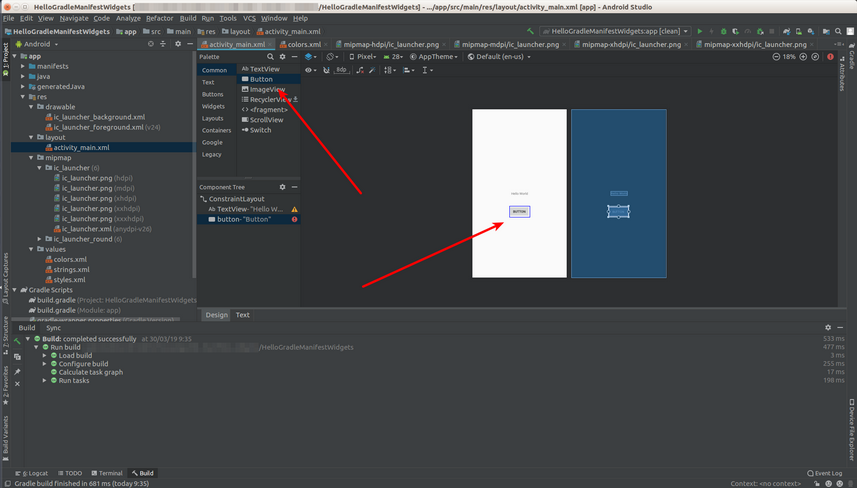 HelloGradleManifestWidgets [ /HelloGradleManifestWidgets] - .../app/src/main/res/layout/activity_main.xml [app] - Android Studio
File Edit View Navigate Code Analyze Refactor Build Run Tools VCS Window Help
HelloGradleManifestWidgets app src main res layout activity_main.xml
HelloGradleManifestWidgets:app [clean]
Android
activity_main.xml colors.xml mipmap-hdpi/ic_launcher.png mipmap-mdpi/ic_launcher.png mipmap-xhdpi/ic_launcher.png mipmap-xxhdpi/ic_launcher.png
1: Project
Gradle
Attributes
Device File Explorer
Layout Captures
Z: Structure
2: Favorites
Build Variants
app
manifests
java
generatedJava
res
drawable
ic_launcher_background.xml
ic_launcher_foreground.xml (v24)
layout
activity_main.xml
mipmap
ic_launcher (6)
ic_launcher.png (hdpi)
ic_launcher.png (mdpi)
ic_launcher.png (xhdpi)
ic_launcher.png (xxhdpi)
ic_launcher.png (xxxhdpi)
ic_launcher.xml (anydpi-v26)
ic_launcher_round (6)
values
colors.xml
strings.xml
styles.xml
Gradle Scripts
build.gradle (Project: HelloGradleManifestWidgets
build.gradle (Module: app)
gradle-wrapper.properties (Gradle Version)
Palette
Common
Text
Buttons
Widgets
Layouts
Containers
Google
Legacy
TextView
Button
ImageView
RecyclerView
<fragment>
ScrollView
Switch
Component Tree
ConstraintLayout
Ab TextView- "Hello W...
button- "Button"
Pixel 28 AppTheme Default (en-us)
18%
8dp
Hello World!
BUTTON
Design Text
Build Sync
Build: completed successfully at 30/03/19 9:35
533 ms
Run build /HelloGradleManifestWidgets
477 ms
Load build
3 ms
Configure build
255 ms
Calculate task graph
17 ms
Run tasks
198 ms
6: Logcat TODO Terminal Build
Event Log
Gradle build finished in 681 ms (today 9:35)
Context: <no context>